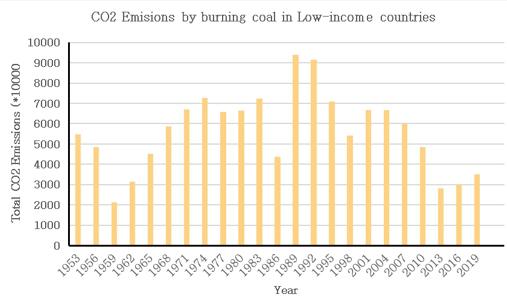 CO2 Emisions by burning coal in Low-income countries
Total CO2 Emissions (*10000
10000
9000
8000
7000
6000
5000
4000
3000
2000
1000
0
1953 1956 1959 1962 1965 1968 1971 1974 1977 1980 1983 1986 1989 1992 1995 1998 2001 2004 2007 2010 2013 2016 2019
Year